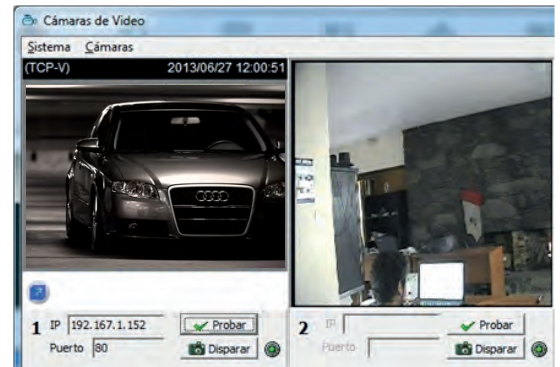 Cámaras de Video
Sistema Cámaras
(TCP-V) 2013/06/27 12:00:51
1 IP 192.167.1.152 Probar
Puerto 80 Disparar
2 IP Probar
Puerto Disparar